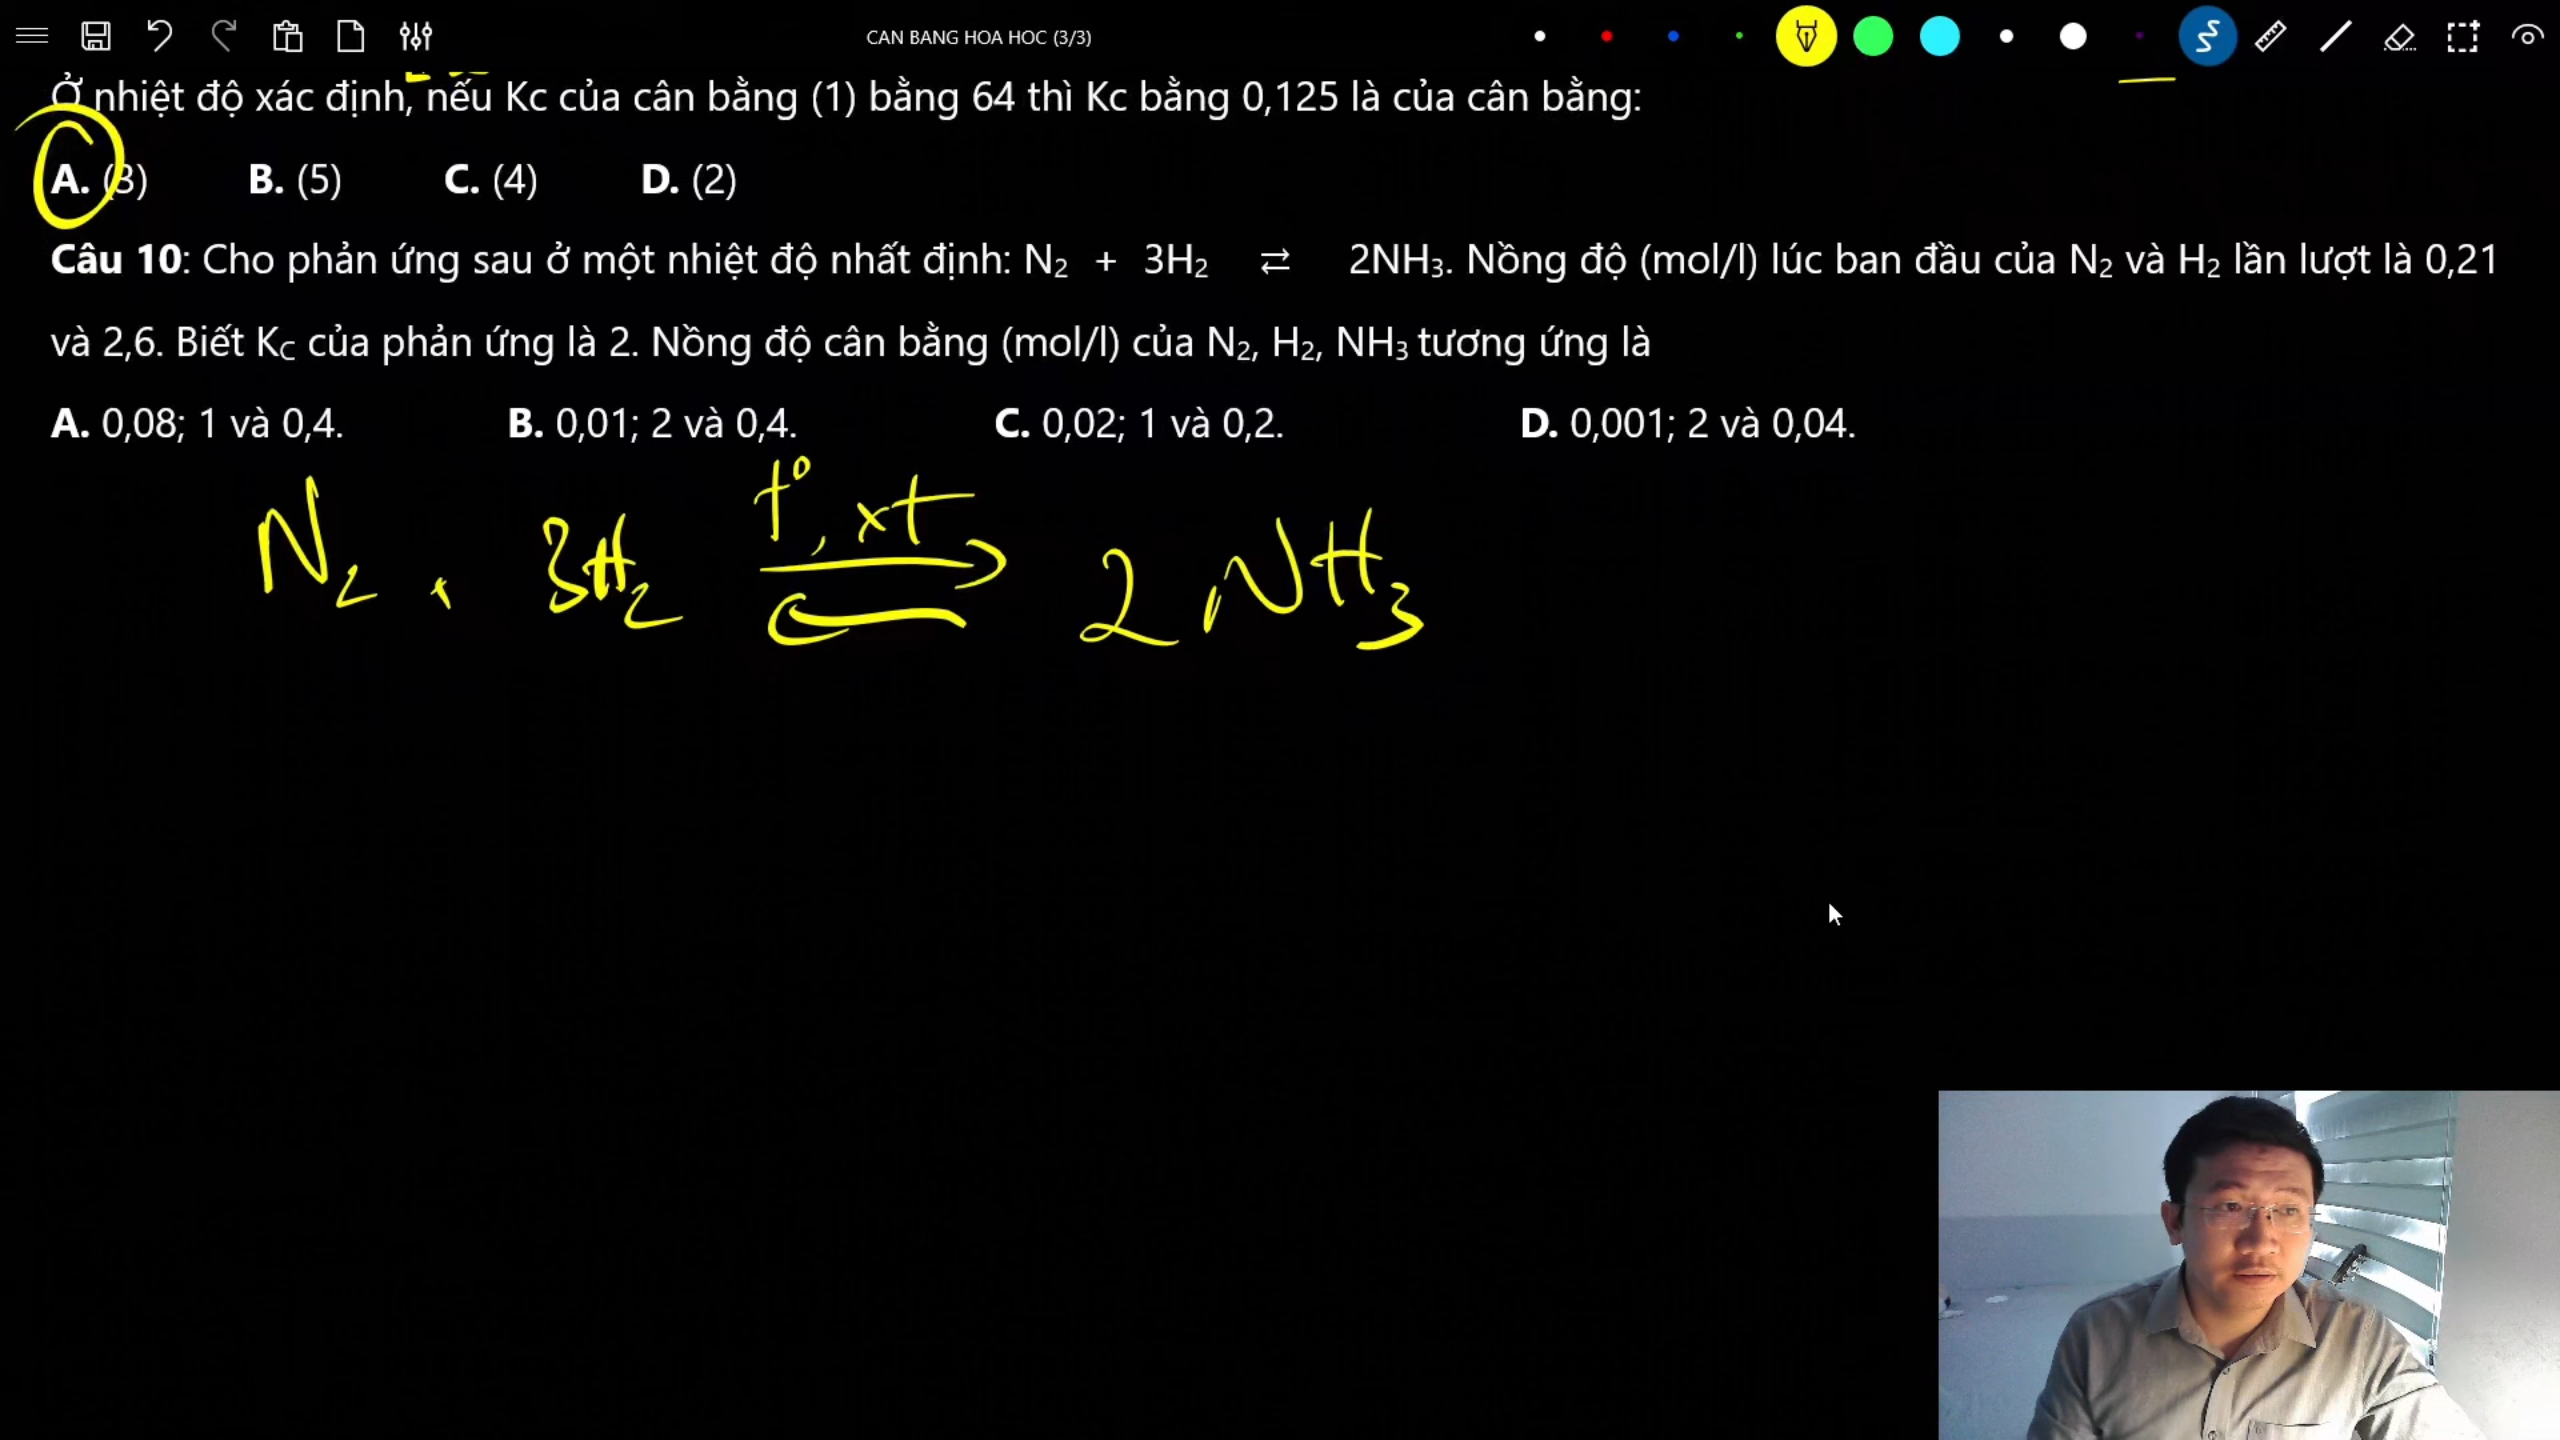 CAN BANG HOA HOC (3/3)
Ở nhiệt độ xác định, nếu Kc của cân bằng (1) bằng 64 thì Kc bằng 0,125 là của cân bằng:
A. (3) B. (5) C. (4) D. (2)
Câu 10: Cho phản ứng sau ở một nhiệt độ nhất định: N₂ + 3H₂ ⇄ 2NH₃. Nồng độ (mol/l) lúc ban đầu của N₂ và H₂ lần lượt là 0,21
và 2,6. Biết K_C của phản ứng là 2. Nồng độ cân bằng (mol/l) của N₂, H₂, NH₃ tương ứng là
A. 0,08; 1 và 0,4. B. 0,01; 2 và 0,4. C. 0,02; 1 và 0,2. D. 0,001; 2 và 0,04.
t°, xt
N₂ + 3H₂ ⇄ 2NH₃